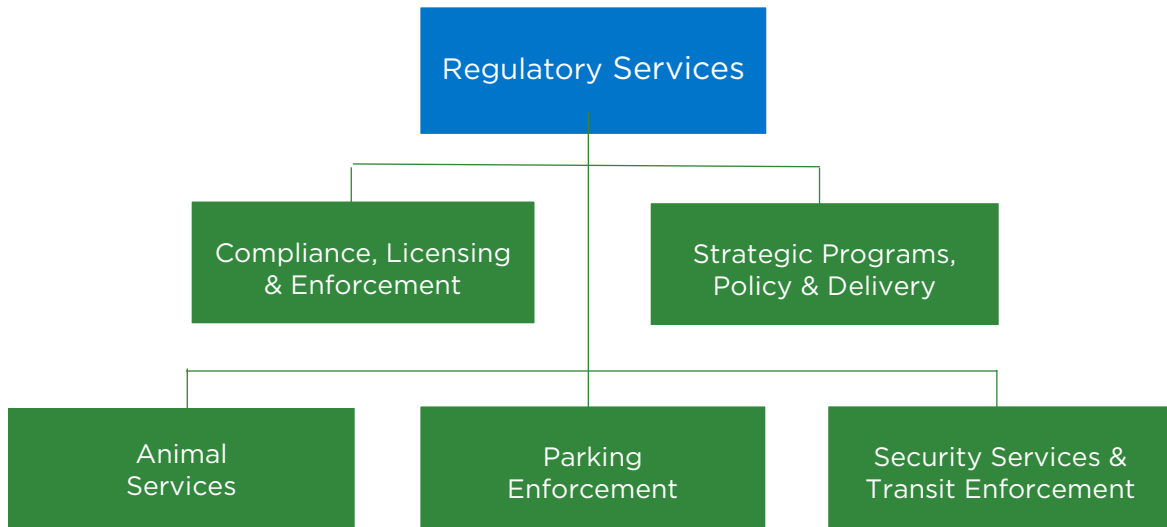 Regulatory Services
Compliance, Licensing
& Enforcement
Strategic Programs,
Policy & Delivery
Animal
Services
Parking
Enforcement
Security Services &
Transit Enforcement